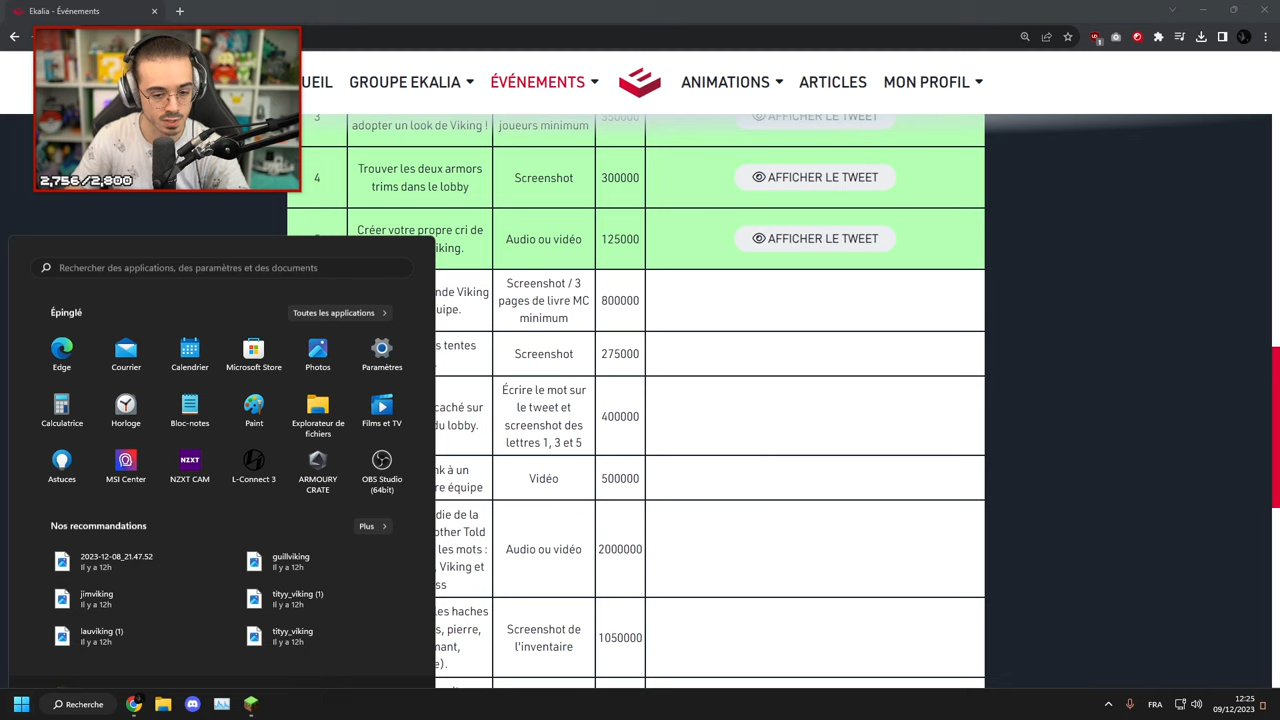 Ekalia - Événements
UEIL
GROUPE EKALIA
ÉVÉNEMENTS
ANIMATIONS
ARTICLES
MON PROFIL
2,756/2,800
3
adopter un look de Viking !
joueurs minimum
350000
AFFICHER LE TWEET
4
Trouver les deux armors
trims dans le lobby
Screenshot
300000
AFFICHER LE TWEET
Créer votre propre cri de
iking.
Audio ou vidéo
125000
AFFICHER LE TWEET
nde Viking
ipe.
Screenshot / 3
pages de livre MC
minimum
800000
s tentes
Screenshot
275000
caché sur
du lobby.
Écrire le mot sur
le tweet et
screenshot des
lettres 1, 3 et 5
400000
nk à un
re équipe
Vidéo
500000
die de la
other Told
les mots :
, Viking et
ss
Audio ou vidéo
2000000
les haches
s, pierre,
nant,
e).
Screenshot de
l'inventaire
1050000
Rechercher des applications, des paramètres et des documents
Épinglé
Toutes les applications
Edge
Courrier
Calendrier
Microsoft Store
Photos
Paramètres
Calculatrice
Horloge
Bloc-notes
Paint
Explorateur de
fichiers
Films et TV
NZXT
Astuces
MSI Center
NZXT CAM
L-Connect 3
ARMOURY
CRATE
OBS Studio
(64bit)
Nos recommandations
Plus
2023-12-08_21.47.52
Il y a 12h
guillviking
Il y a 12h
jimviking
Il y a 12h
tityy_viking (1)
Il y a 12h
lauviking (1)
Il y a 12h
tityy_viking
Il y a 12h
Recherche
FRA
12:25
09/12/2023